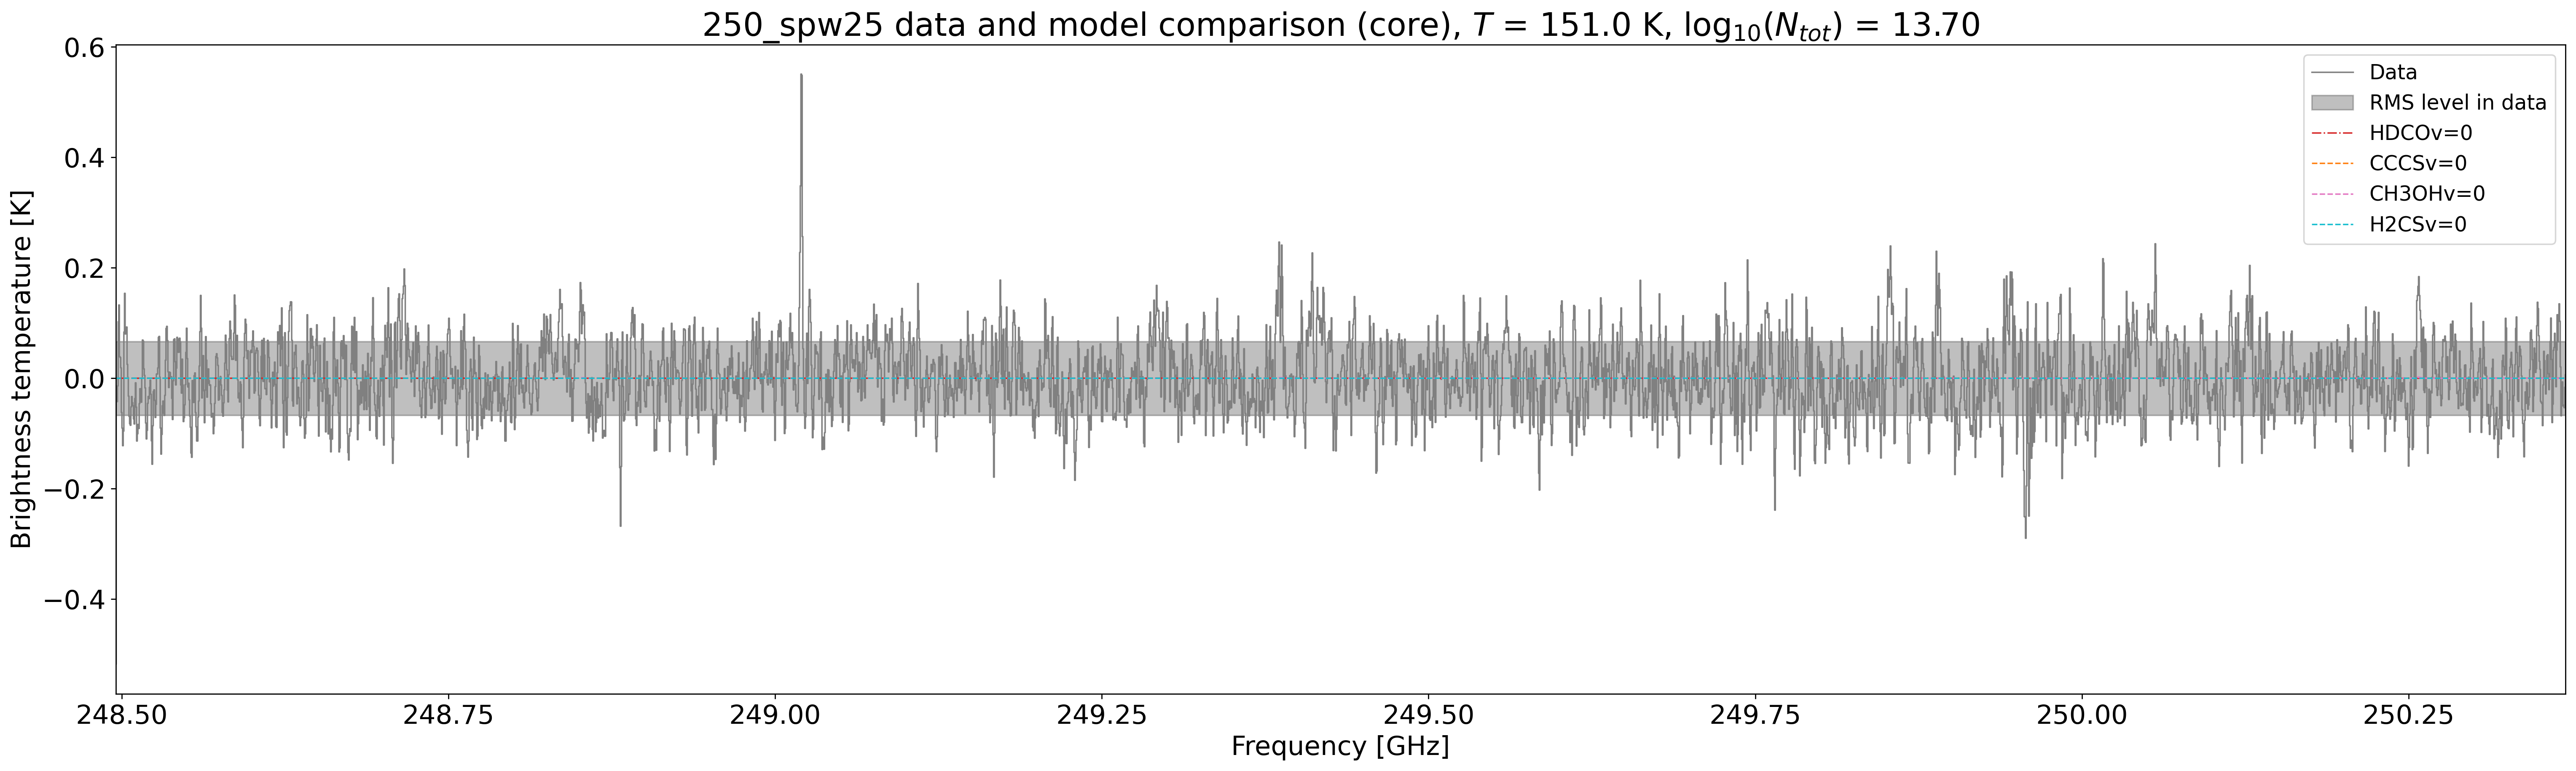 250_spw25 data and model comparison (core), T = 151.0 K, log₁₀(Nₜₒₜ) = 13.70
Brightness temperature [K]
0.6
0.4
0.2
0.0
−0.2
−0.4
Data
RMS level in data
HDCOv=0
CCCSv=0
CH3OHv=0
H2CSv=0
248.50 248.75 249.00 249.25 249.50 249.75 250.00 250.25
Frequency [GHz]